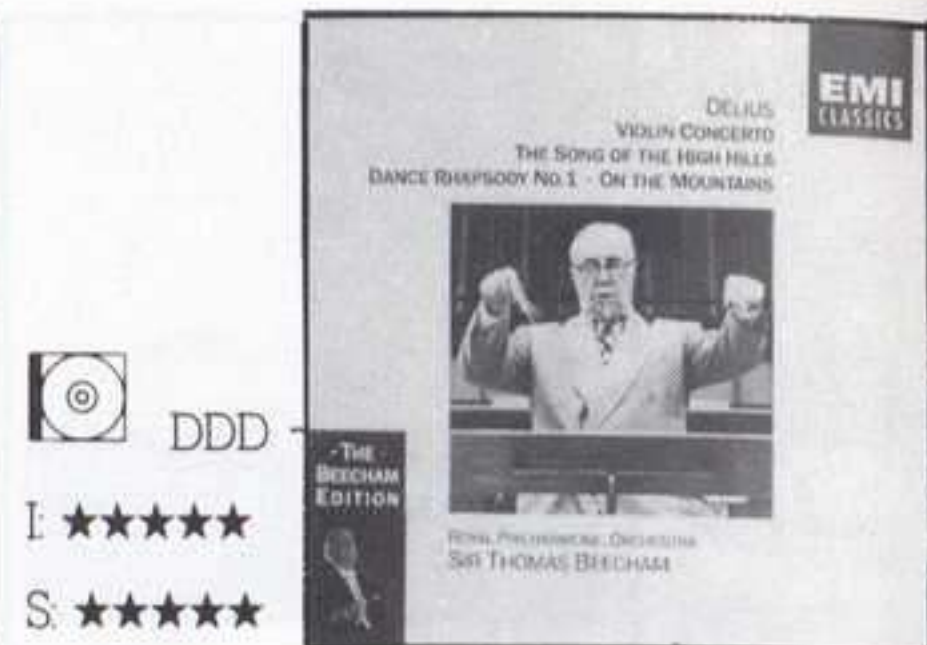 EMI
CLASSICS
DELIUS
VIOLIN CONCERTO
THE SONG OF THE HIGH HILLS
DANCE RHAPSODY NO.1 - ON THE MOUNTAINS
DDD
- THE -
BEECHAM
EDITION
I: ★★★★★
S: ★★★★★
ROYAL PHILHARMONIC ORCHESTRA
SIR THOMAS BEECHAM